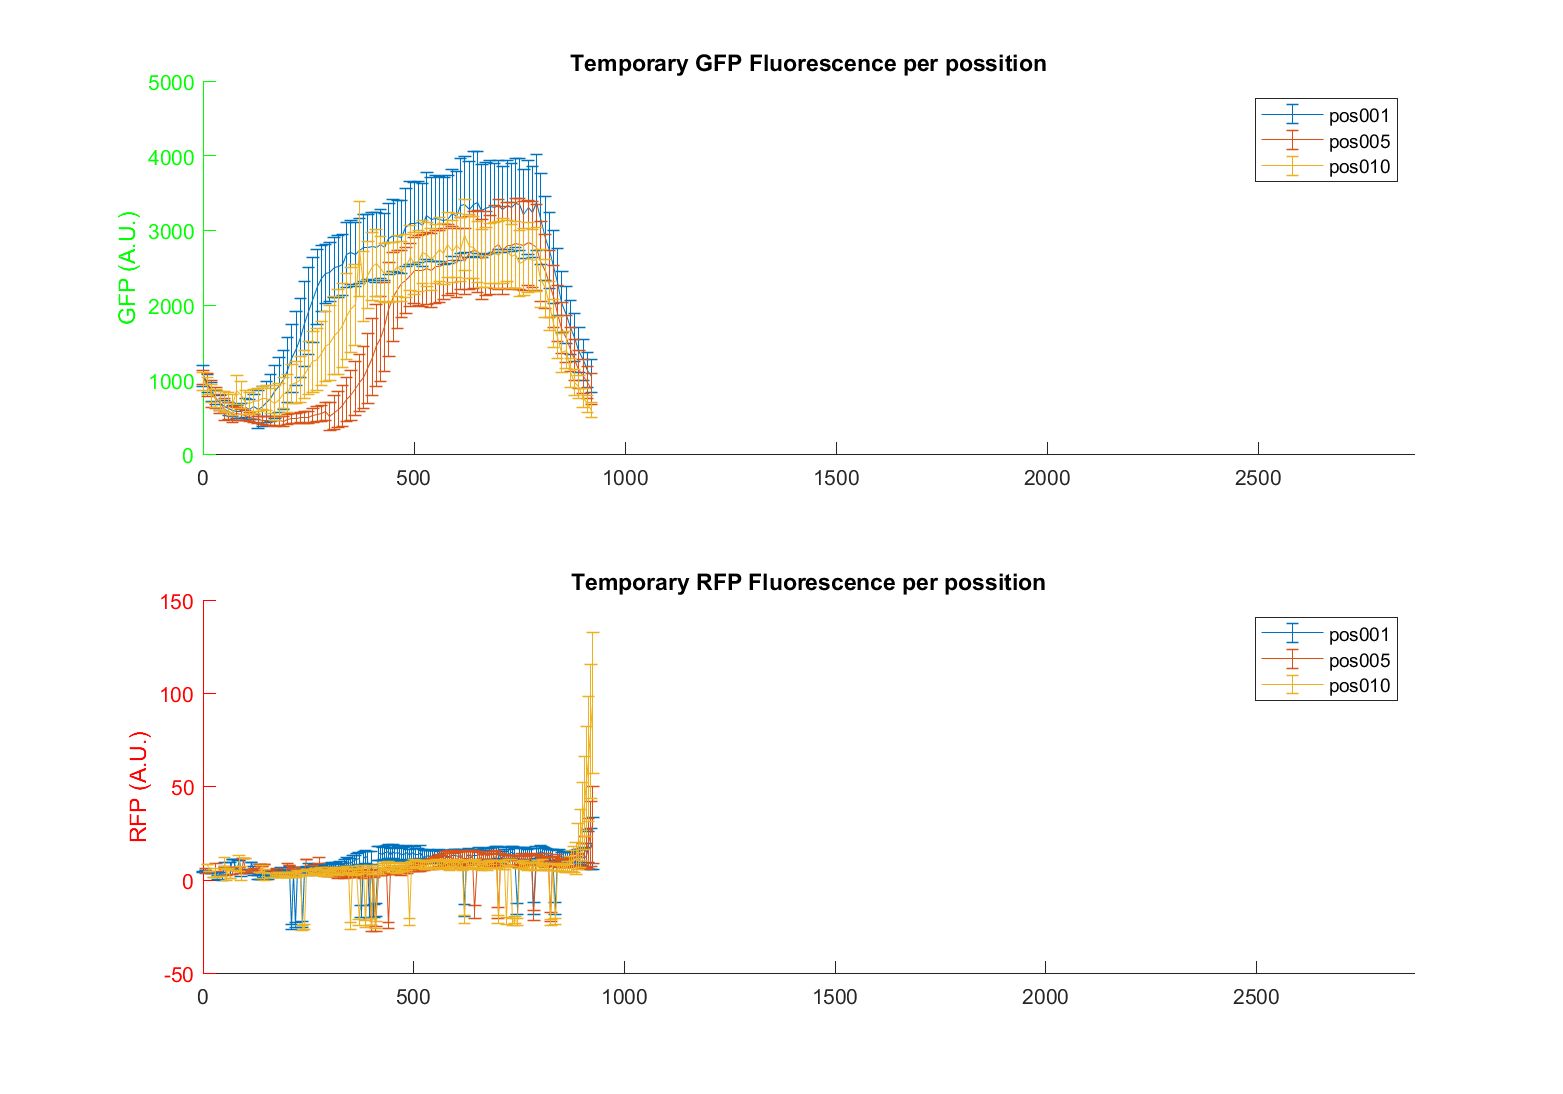 Temporary GFP Fluorescence per possition
5000
4000
3000
2000
1000
0
GFP (A.U.)
pos001
pos005
pos010
0 500 1000 1500 2000 2500
Temporary RFP Fluorescence per possition
150
100
50
0
-50
RFP (A.U.)
pos001
pos005
pos010
0 500 1000 1500 2000 2500